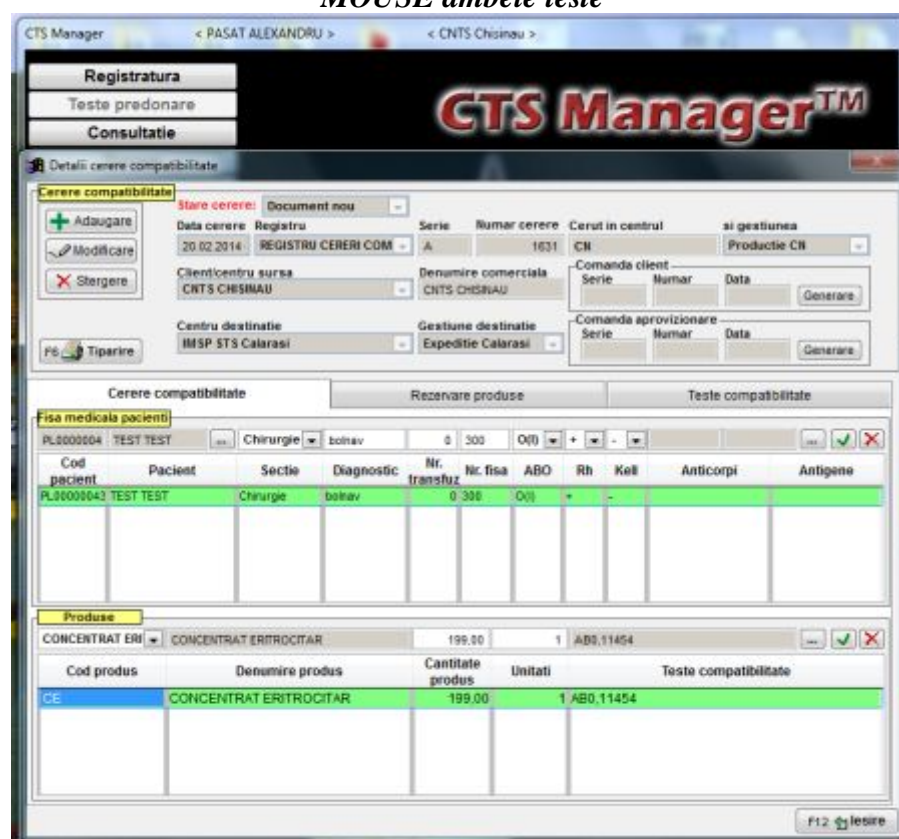 MOUSE ambele teste
CTS Manager < PASAT ALEXANDRU > < CNTS Chisinau >
Registratura
Teste predonare
Consultatie
CTS Manager™
Detalii cerere compatibilitate
Cerere compatibilitate
Stare cerere: Document nou
Adaugare
Modificare
Stergere
F6 Tiparire
Data cerere Registru Serie Numar cerere Cerut in centrul si gestiunea
20.02.2014 REGISTRU CERERI COM A 1631 CN Productie CN
Client/centru sursa Denumire comerciala Comanda client
Serie Numar Data
CNTS CHISINAU CNTS CHISINAU Generare
Centru destinatie Gestiune destinatie Comanda aprovizionare
Serie Numar Data
IMSP STS Calarasi Expeditie Calarasi Generare
Cerere compatibilitate Rezervare produse Teste compatibilitate
Fisa medicala pacienti
PL0000004 TEST TEST ... Chirurgie bolnav 0 300 O(I) + - ...
Cod pacient Pacient Sectie Diagnostic Nr. transfuz Nr. fisa ABO Rh Kell Anticorpi Antigene
PL00000043 TEST TEST Chirurgie bolnav 0 300 O(I) + -
Produse
CONCENTRAT ERI CONCENTRAT ERITROCITAR 199.00 1 AB0,11454 ...
Cod produs Denumire produs Cantitate produs Unitati Teste compatibilitate
CE CONCENTRAT ERITROCITAR 199,00 1 AB0,11454
F12 Iesire